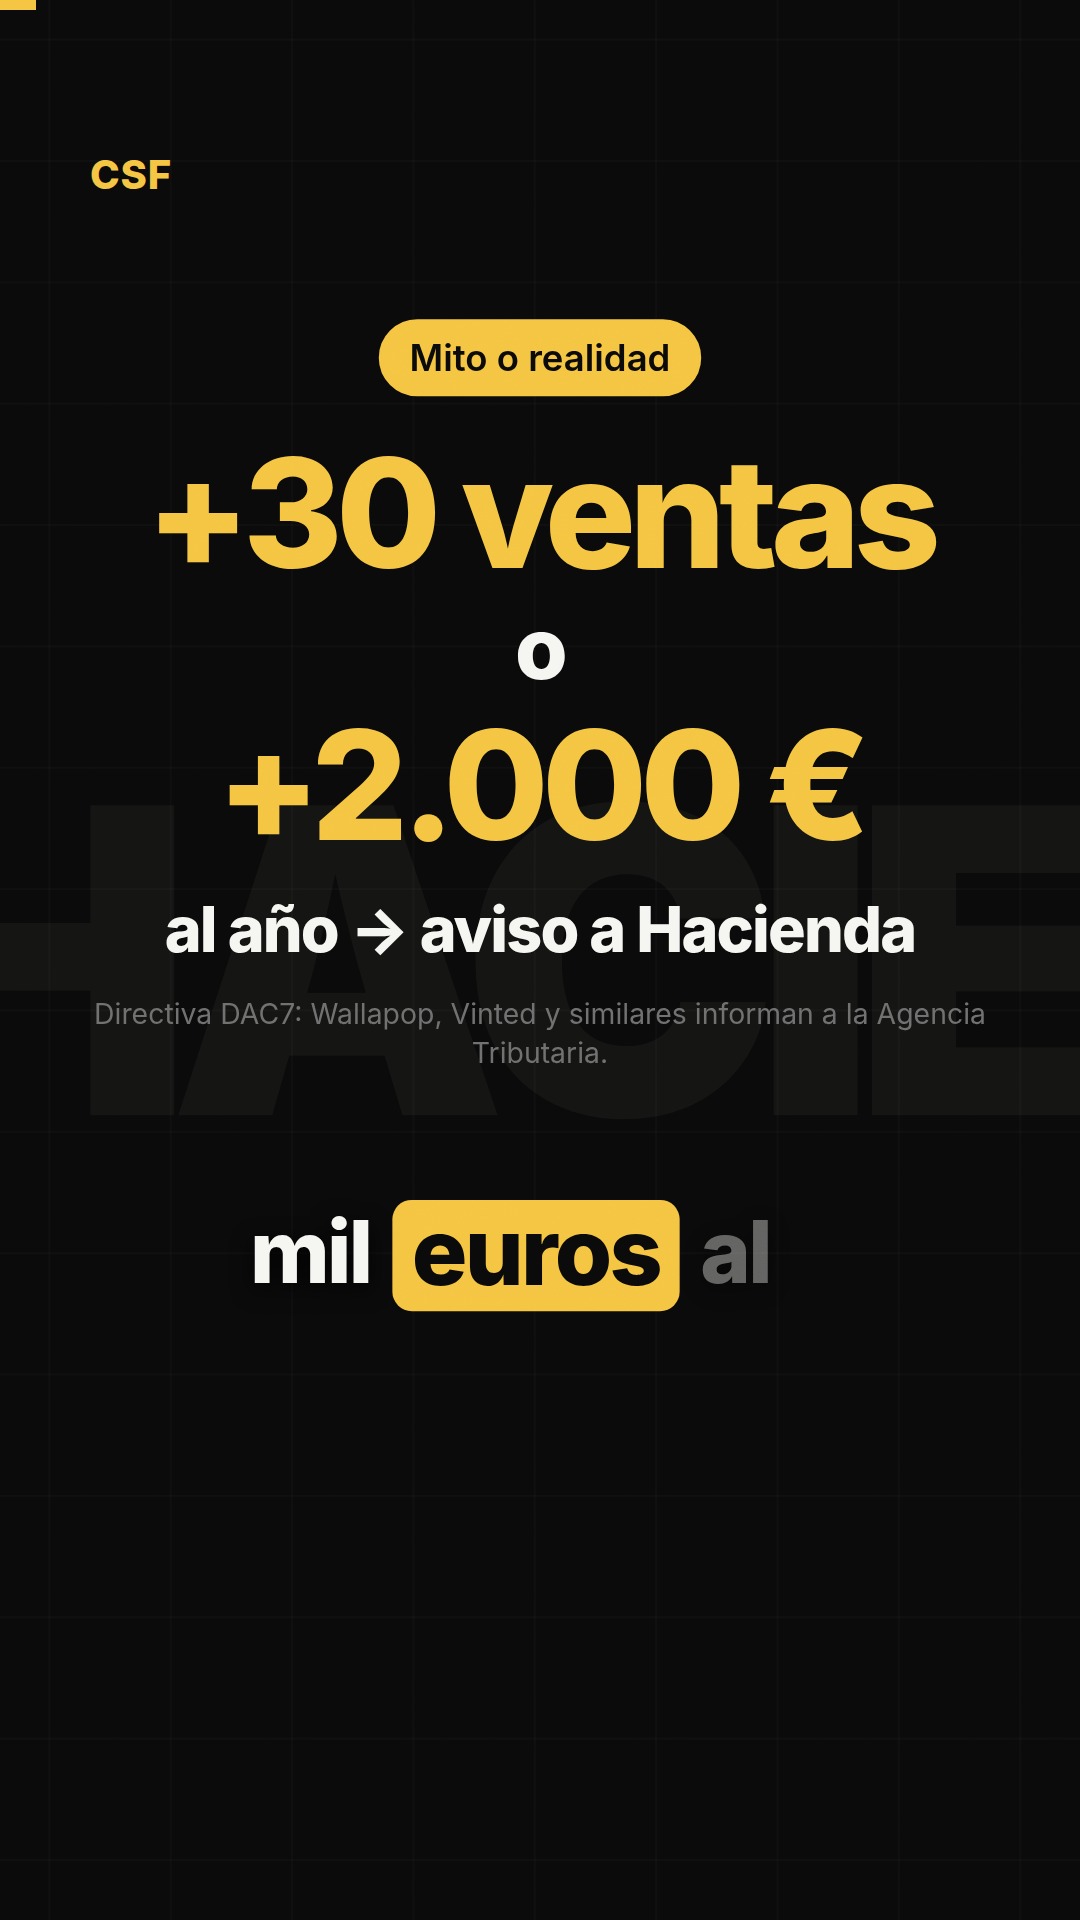 CSF
Mito o realidad
+30 ventas
o
+2.000 €
al año → aviso a Hacienda
Directiva DAC7: Wallapop, Vinted y similares informan a la Agencia
Tributaria.
HACIE
mil euros al